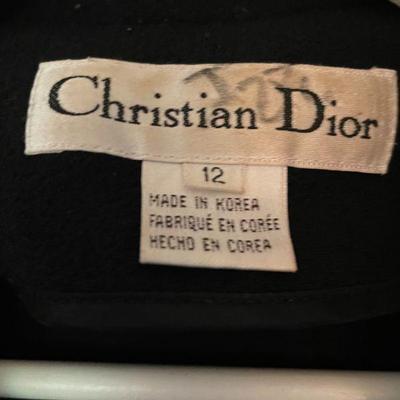 Christian Dior
12
MADE IN KOREA
FABRIQUÉ EN CORÉE
HECHO EN COREA